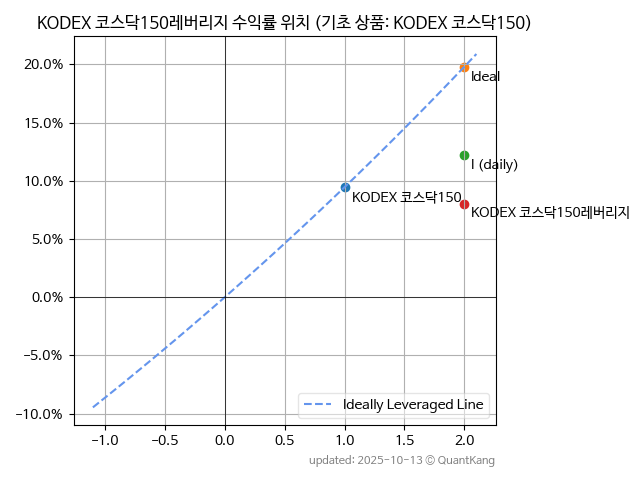 KODEX 코스닥150레버리지 수익률 위치 (기초 상품: KODEX 코스닥150)
20.0%
Ideal
15.0%
I (daily)
10.0%
KODEX 코스닥150
KODEX 코스닥150레버리지
5.0%
0.0%
−5.0%
−10.0%
Ideally Leveraged Line
−1.0 −0.5 0.0 0.5 1.0 1.5 2.0
updated: 2025-10-13 © QuantKang